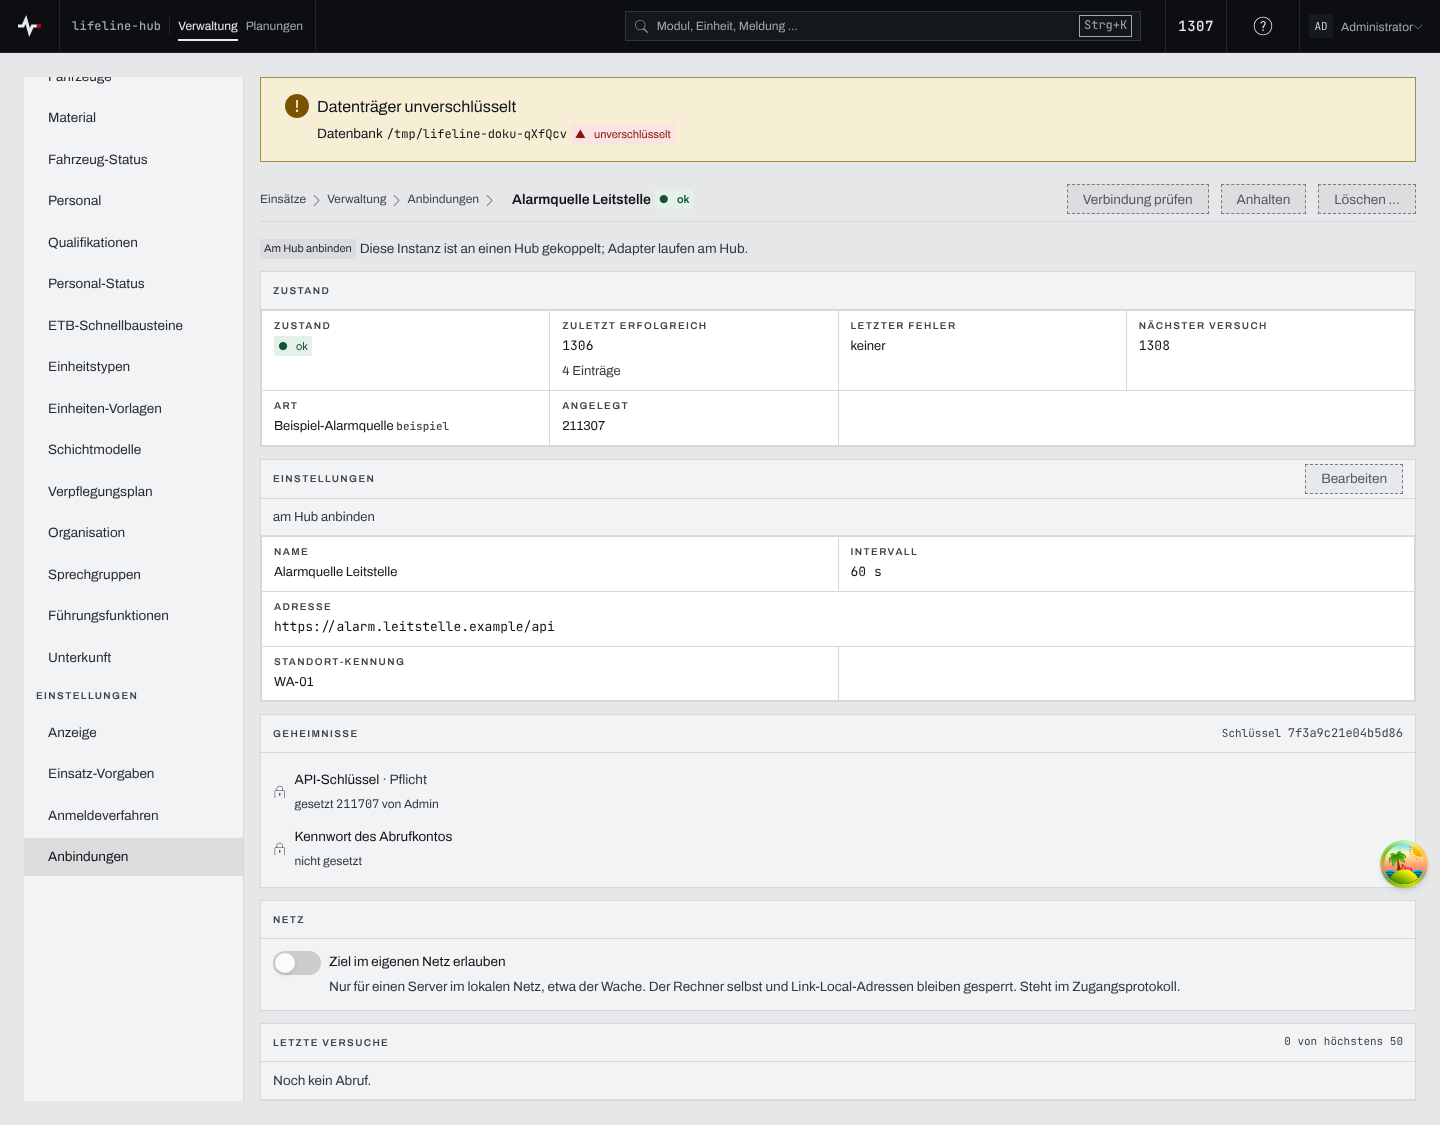 lifeline-hub
Verwaltung
Planungen
Modul, Einheit, Meldung ...
Strg+K
1307
AD
Administrator
Fahrzeuge
Material
Fahrzeug-Status
Personal
Qualifikationen
Personal-Status
ETB-Schnellbausteine
Einheitstypen
Einheiten-Vorlagen
Schichtmodelle
Verpflegungsplan
Organisation
Sprechgruppen
Führungsfunktionen
Unterkunft
EINSTELLUNGEN
Anzeige
Einsatz-Vorgaben
Anmeldeverfahren
Anbindungen
Datenträger unverschlüsselt
Datenbank /tmp/lifeline-doku-qXfQcv unverschlüsselt
Einsätze
Verwaltung
Anbindungen
Alarmquelle Leitstelle
ok
Verbindung prüfen
Anhalten
Löschen ...
Am Hub anbinden Diese Instanz ist an einen Hub gekoppelt; Adapter laufen am Hub.
ZUSTAND
ZUSTAND
ok
ZULETZT ERFOLGREICH
1306
4 Einträge
LETZTER FEHLER
keiner
NÄCHSTER VERSUCH
1308
ART
Beispiel-Alarmquelle beispiel
ANGELEGT
211307
EINSTELLUNGEN
Bearbeiten
am Hub anbinden
NAME
Alarmquelle Leitstelle
INTERVALL
60 s
ADRESSE
https://alarm.leitstelle.example/api
STANDORT-KENNUNG
WA-01
GEHEIMNISSE
Schlüssel 7f3a9c21e04b5d86
API-Schlüssel · Pflicht
gesetzt 211707 von Admin
Kennwort des Abrufkontos
nicht gesetzt
NETZ
Ziel im eigenen Netz erlauben
Nur für einen Server im lokalen Netz, etwa der Wache. Der Rechner selbst und Link-Local-Adressen bleiben gesperrt. Steht im Zugangsprotokoll.
LETZTE VERSUCHE
0 von höchstens 50
Noch kein Abruf.